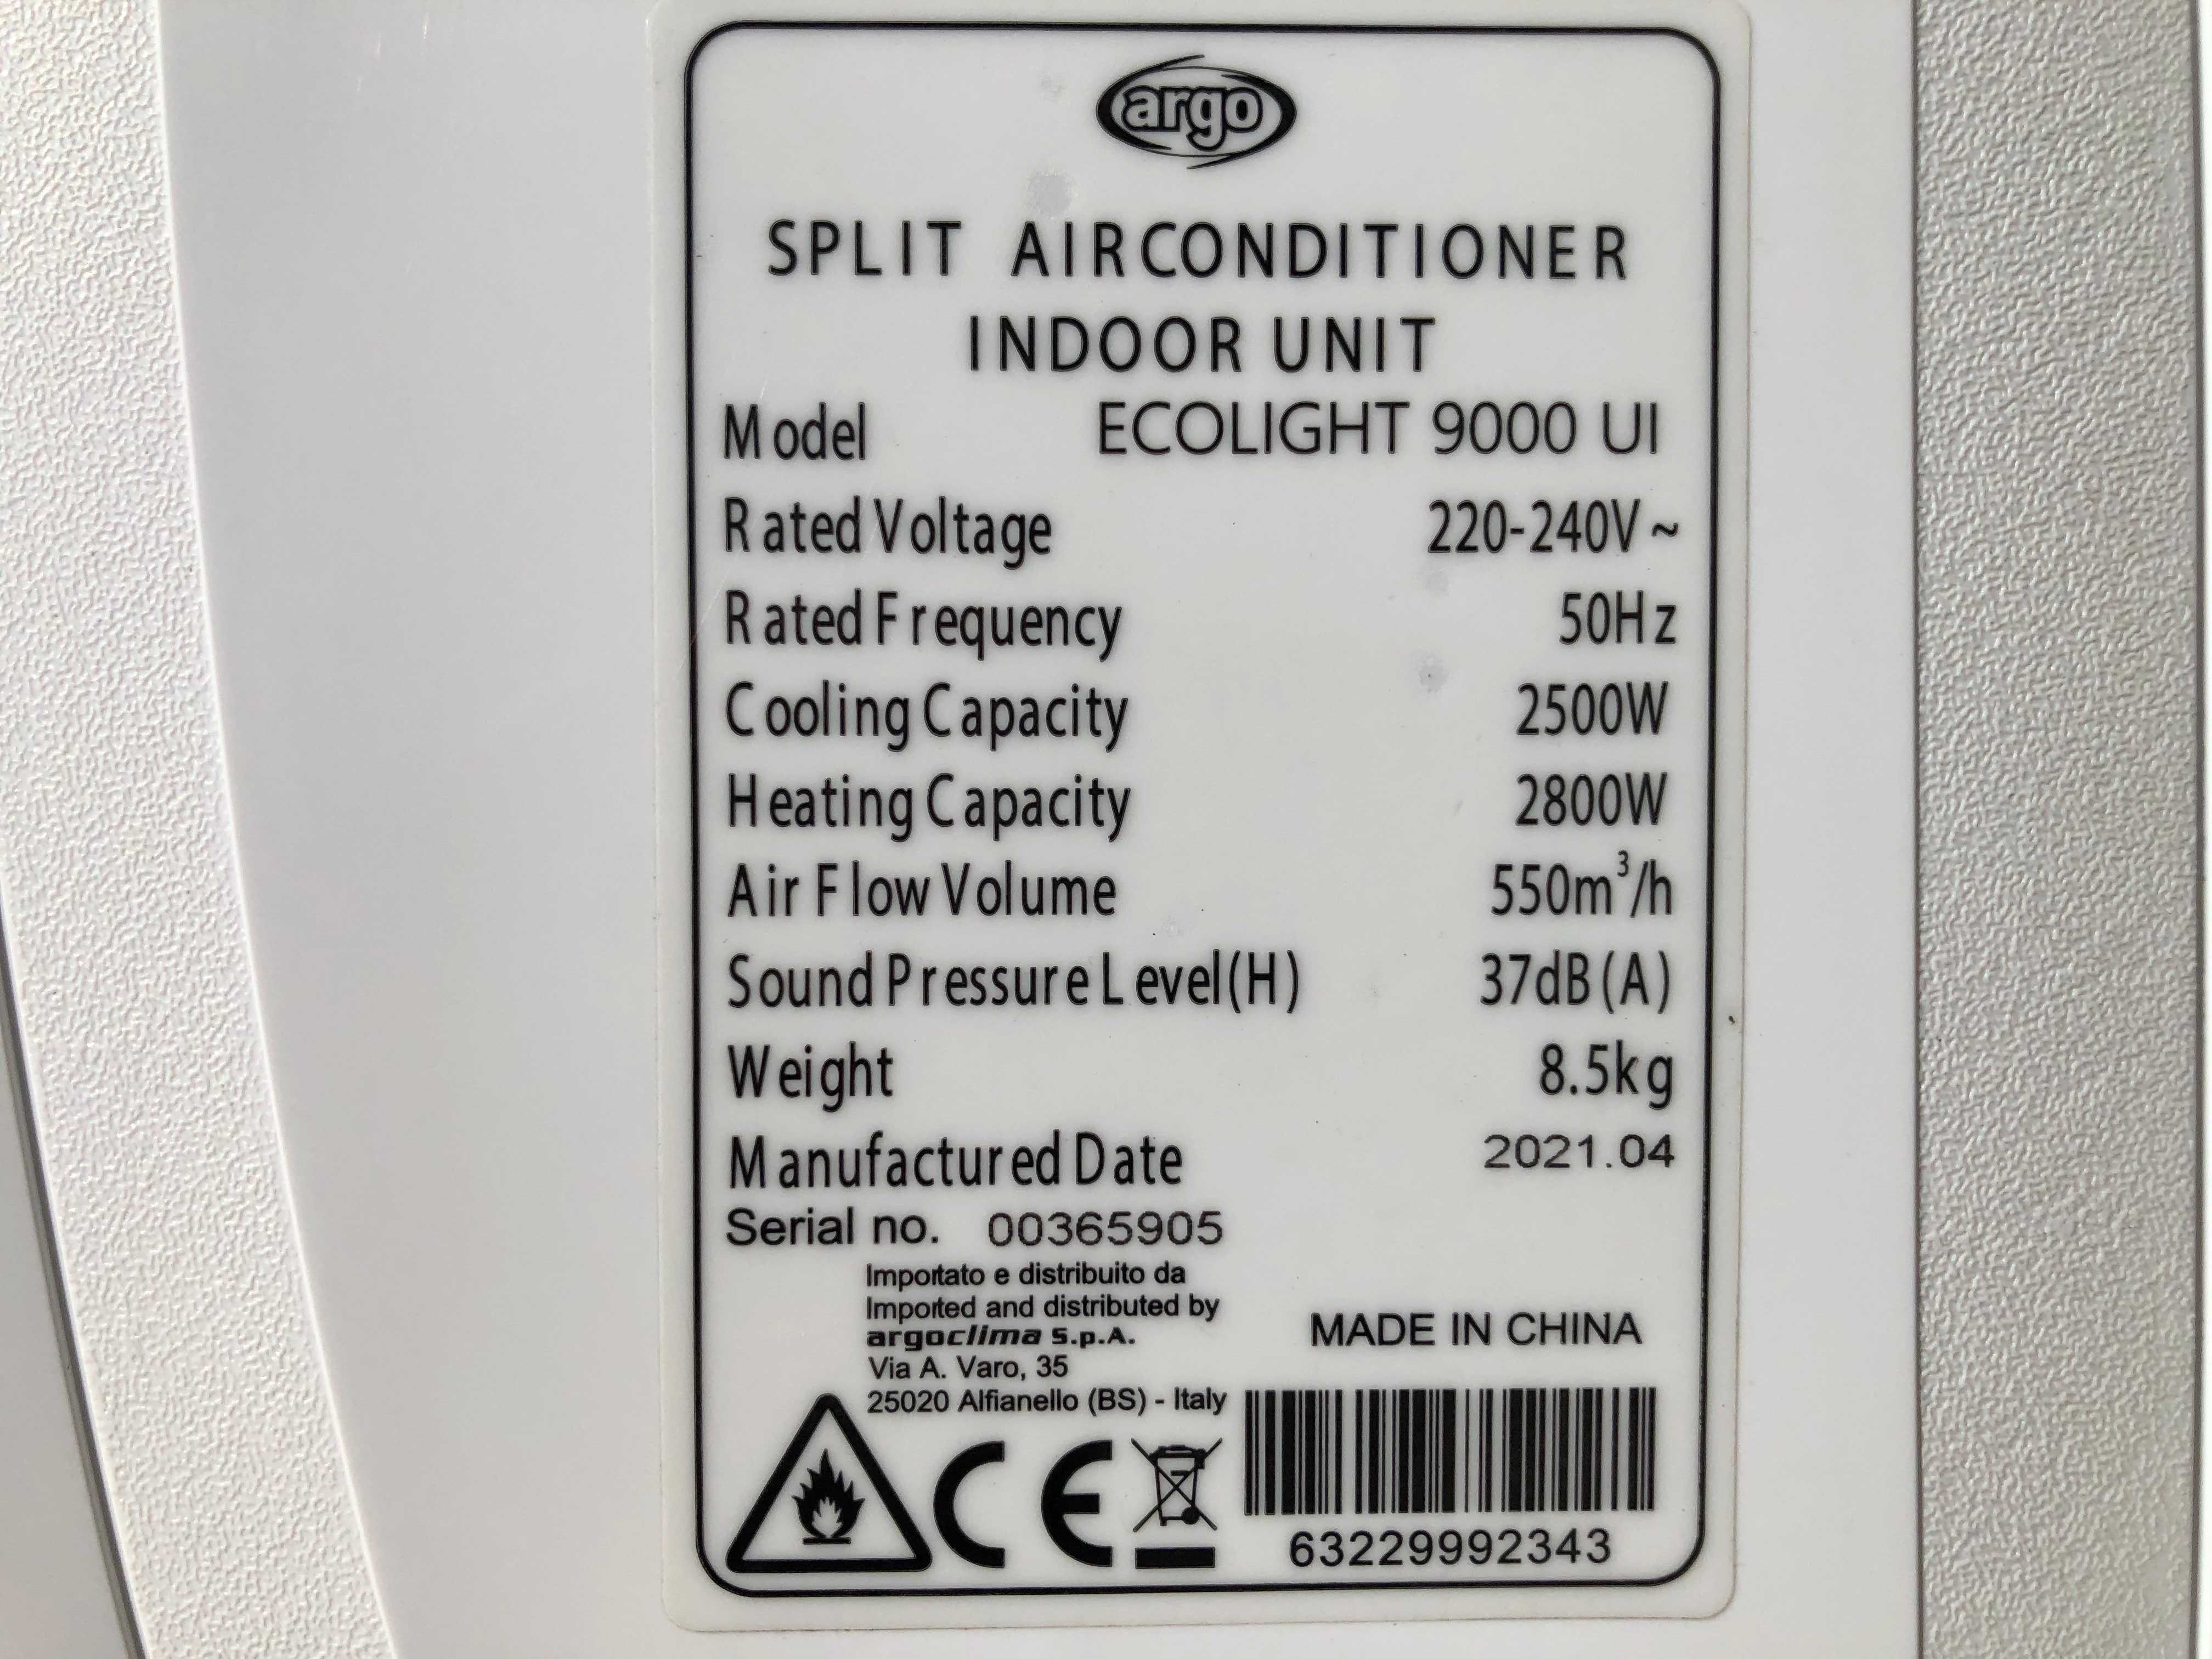 argo
SPLIT AIRCONDITIONER
INDOOR UNIT
Model ECOLIGHT 9000 UI
Rated Voltage 220-240V~
Rated Frequency 50Hz
Cooling Capacity 2500W
Heating Capacity 2800W
Air Flow Volume 550m³/h
Sound Pressure Level(H) 37dB(A)
Weight 8.5kg
Manufactured Date 2021.04
Serial no. 00365905
Importato e distribuito da
Imported and distributed by
argoclima S.p.A.
Via A. Varo, 35
25020 Alfianello (BS) - Italy
MADE IN CHINA
CE
63229992343